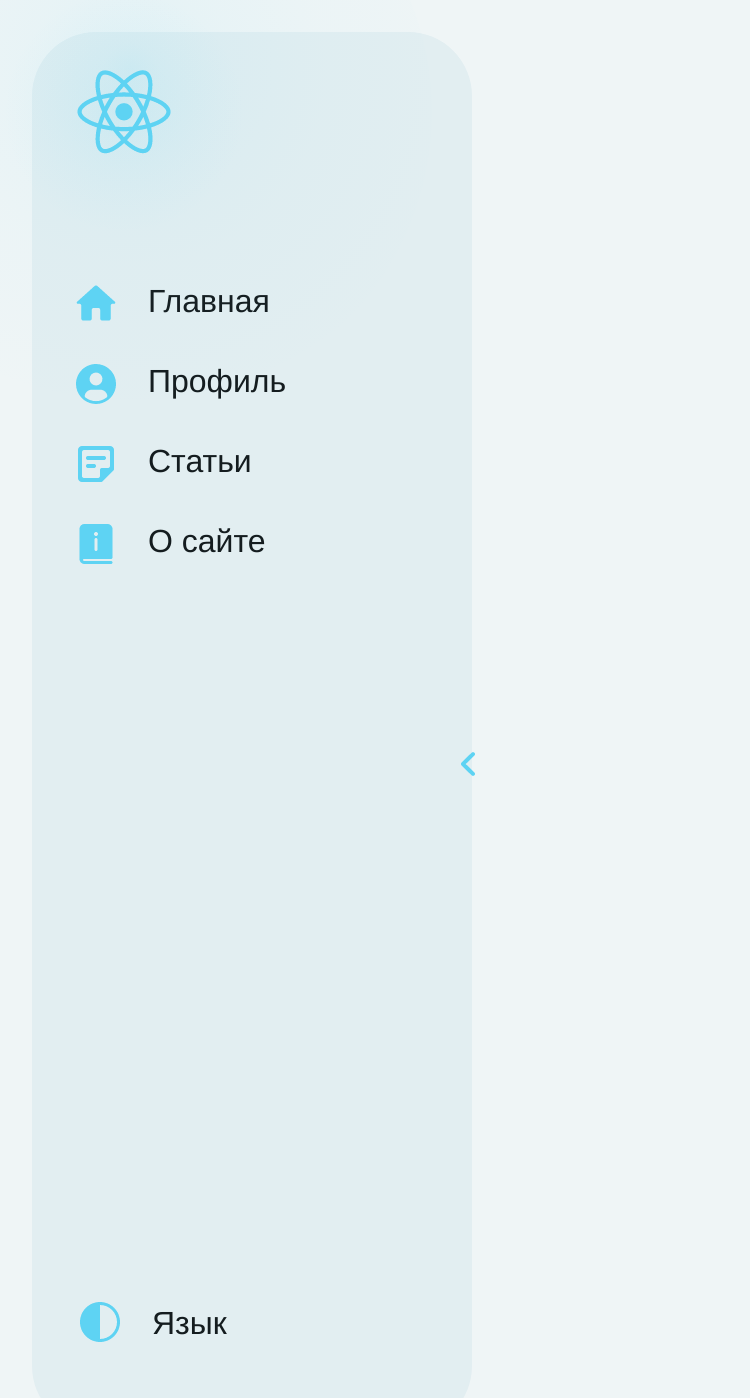 Главная
Профиль
Статьи
О сайте
Язык